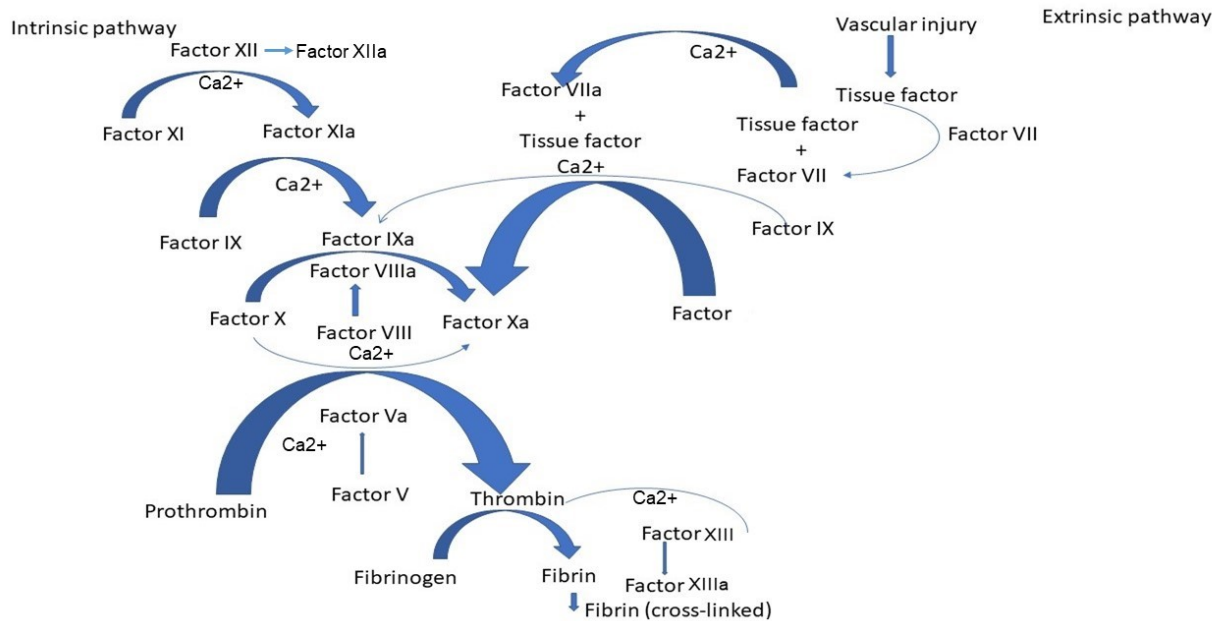 Intrinsic pathway
Extrinsic pathway
Vascular injury
Factor XII
Factor XIIa
Ca2+
Ca2+
Factor VIIa
+
Tissue factor
Ca2+
Tissue factor
Factor XI
Factor XIa
Tissue factor
+
Factor VII
Factor VII
Ca2+
Factor IX
Factor IXa
Factor IX
Factor VIIIa
Factor X
Factor VIII
Ca2+
Factor Xa
Factor
Factor Va
Ca2+
Factor V
Prothrombin
Thrombin
Ca2+
Factor XIII
Fibrinogen
Fibrin
Factor XIIIa
Fibrin (cross-linked)